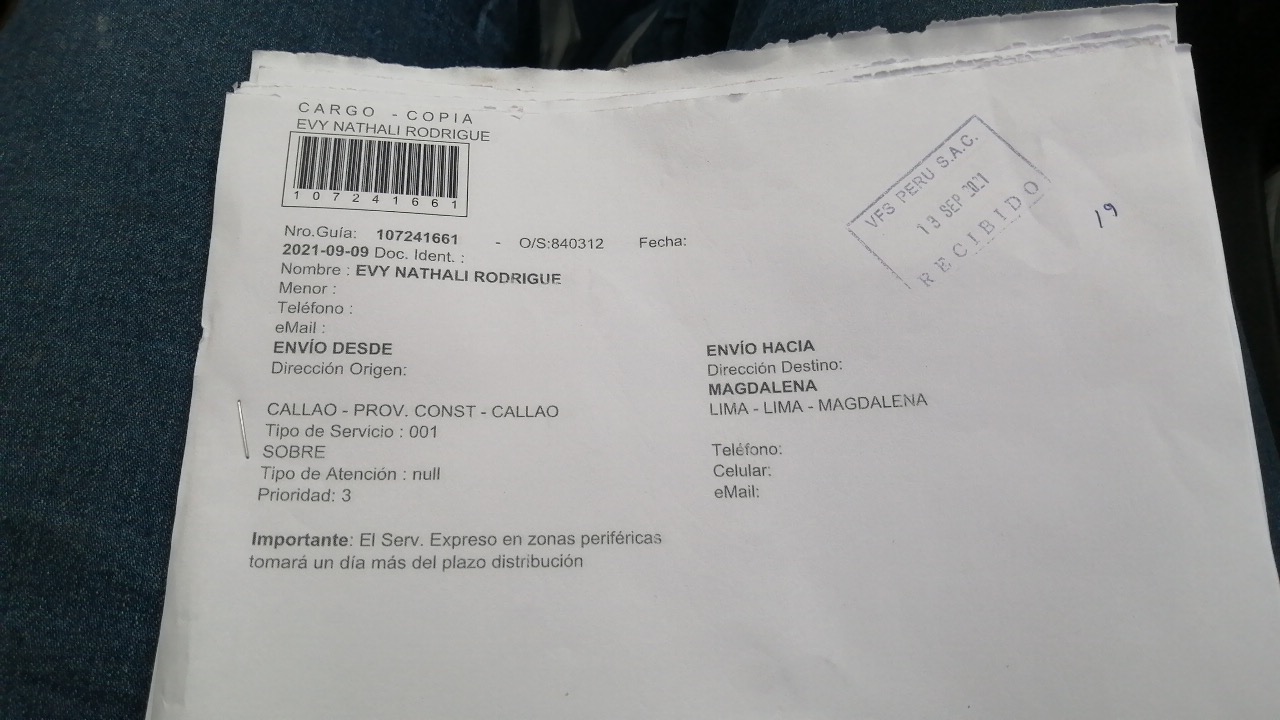 CARGO - COPIA
EVY NATHALI RODRIGUE
107241661
Nro.Guía: 107241661 - O/S:840312 Fecha:
2021-09-09 Doc. Ident. :
Nombre : EVY NATHALI RODRIGUE
Menor :
Teléfono :
eMail :
ENVÍO DESDE
Dirección Origen:
CALLAO - PROV. CONST - CALLAO
Tipo de Servicio : 001
SOBRE
Tipo de Atención : null
Prioridad: 3
ENVÍO HACIA
Dirección Destino:
MAGDALENA
LIMA - LIMA - MAGDALENA
Teléfono:
Celular:
eMail:
Importante: El Serv. Expreso en zonas periféricas
tomará un día más del plazo distribución
VFS PERU S.A.C.
13 SEP 2021
RECIBIDO
19